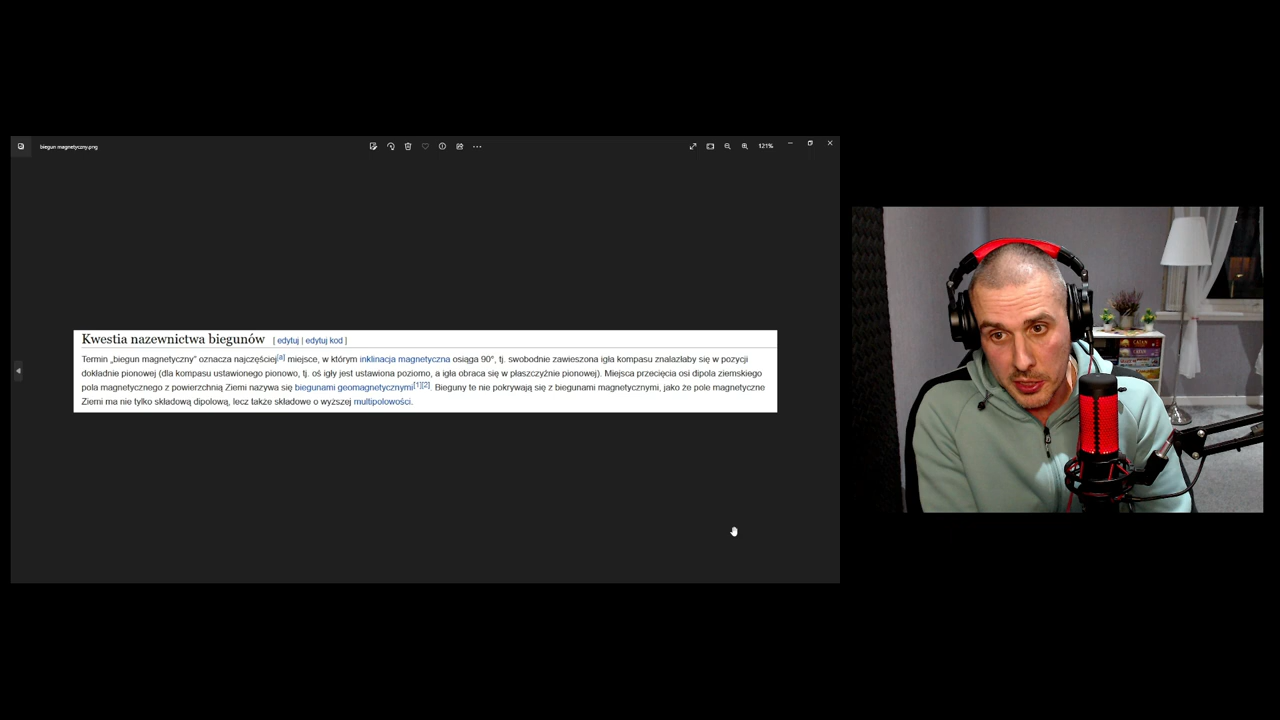 biegun magnetyczny.png
121%
Kwestia nazewnictwa biegunów [ edytuj | edytuj kod ]
Termin „biegun magnetyczny” oznacza najczęściej[a] miejsce, w którym inklinacja magnetyczna osiąga 90°, tj. swobodnie zawieszona igła kompasu znalazłaby się w pozycji
dokładnie pionowej (dla kompasu ustawionego pionowo, tj. oś igły jest ustawiona poziomo, a igła obraca się w płaszczyźnie pionowej). Miejsca przecięcia osi dipola ziemskiego
pola magnetycznego z powierzchnią Ziemi nazywa się biegunami geomagnetycznymi[1][2]. Bieguny te nie pokrywają się z biegunami magnetycznymi, jako że pole magnetyczne
Ziemi ma nie tylko składową dipolową, lecz także składowe o wyższej multipolowości.
CATAN
CATAN